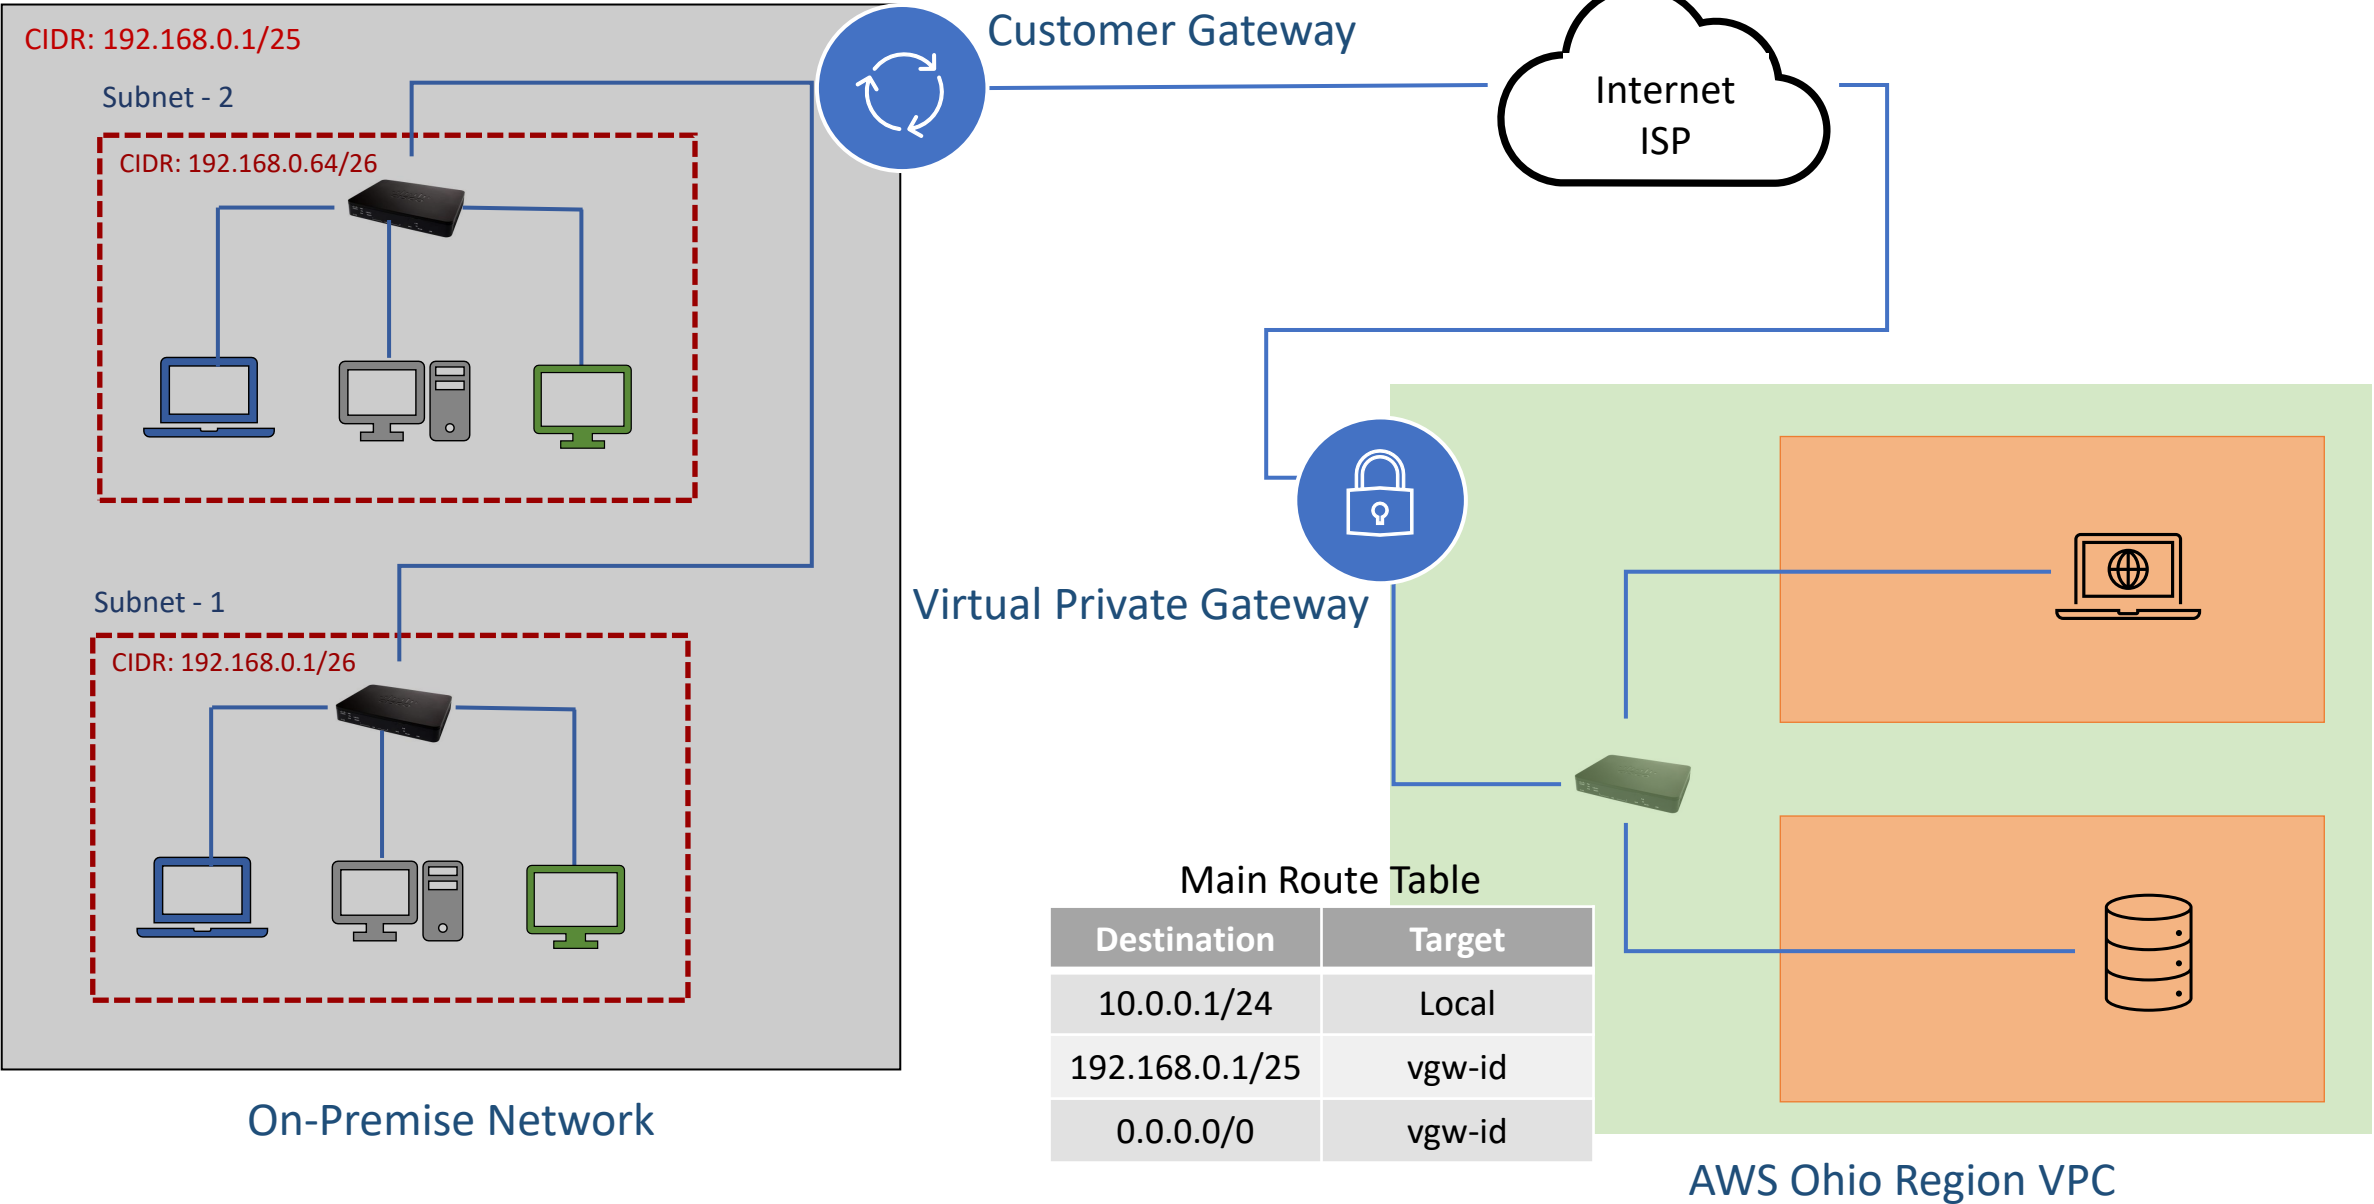 CIDR: 192.168.0.1/25
Subnet - 2
CIDR: 192.168.0.64/26
Subnet - 1
CIDR: 192.168.0.1/26
On-Premise Network
Customer Gateway
Internet
ISP
Virtual Private Gateway
Main Route Table
Destination Target
10.0.0.1/24 Local
192.168.0.1/25 vgw-id
0.0.0.0/0 vgw-id
AWS Ohio Region VPC